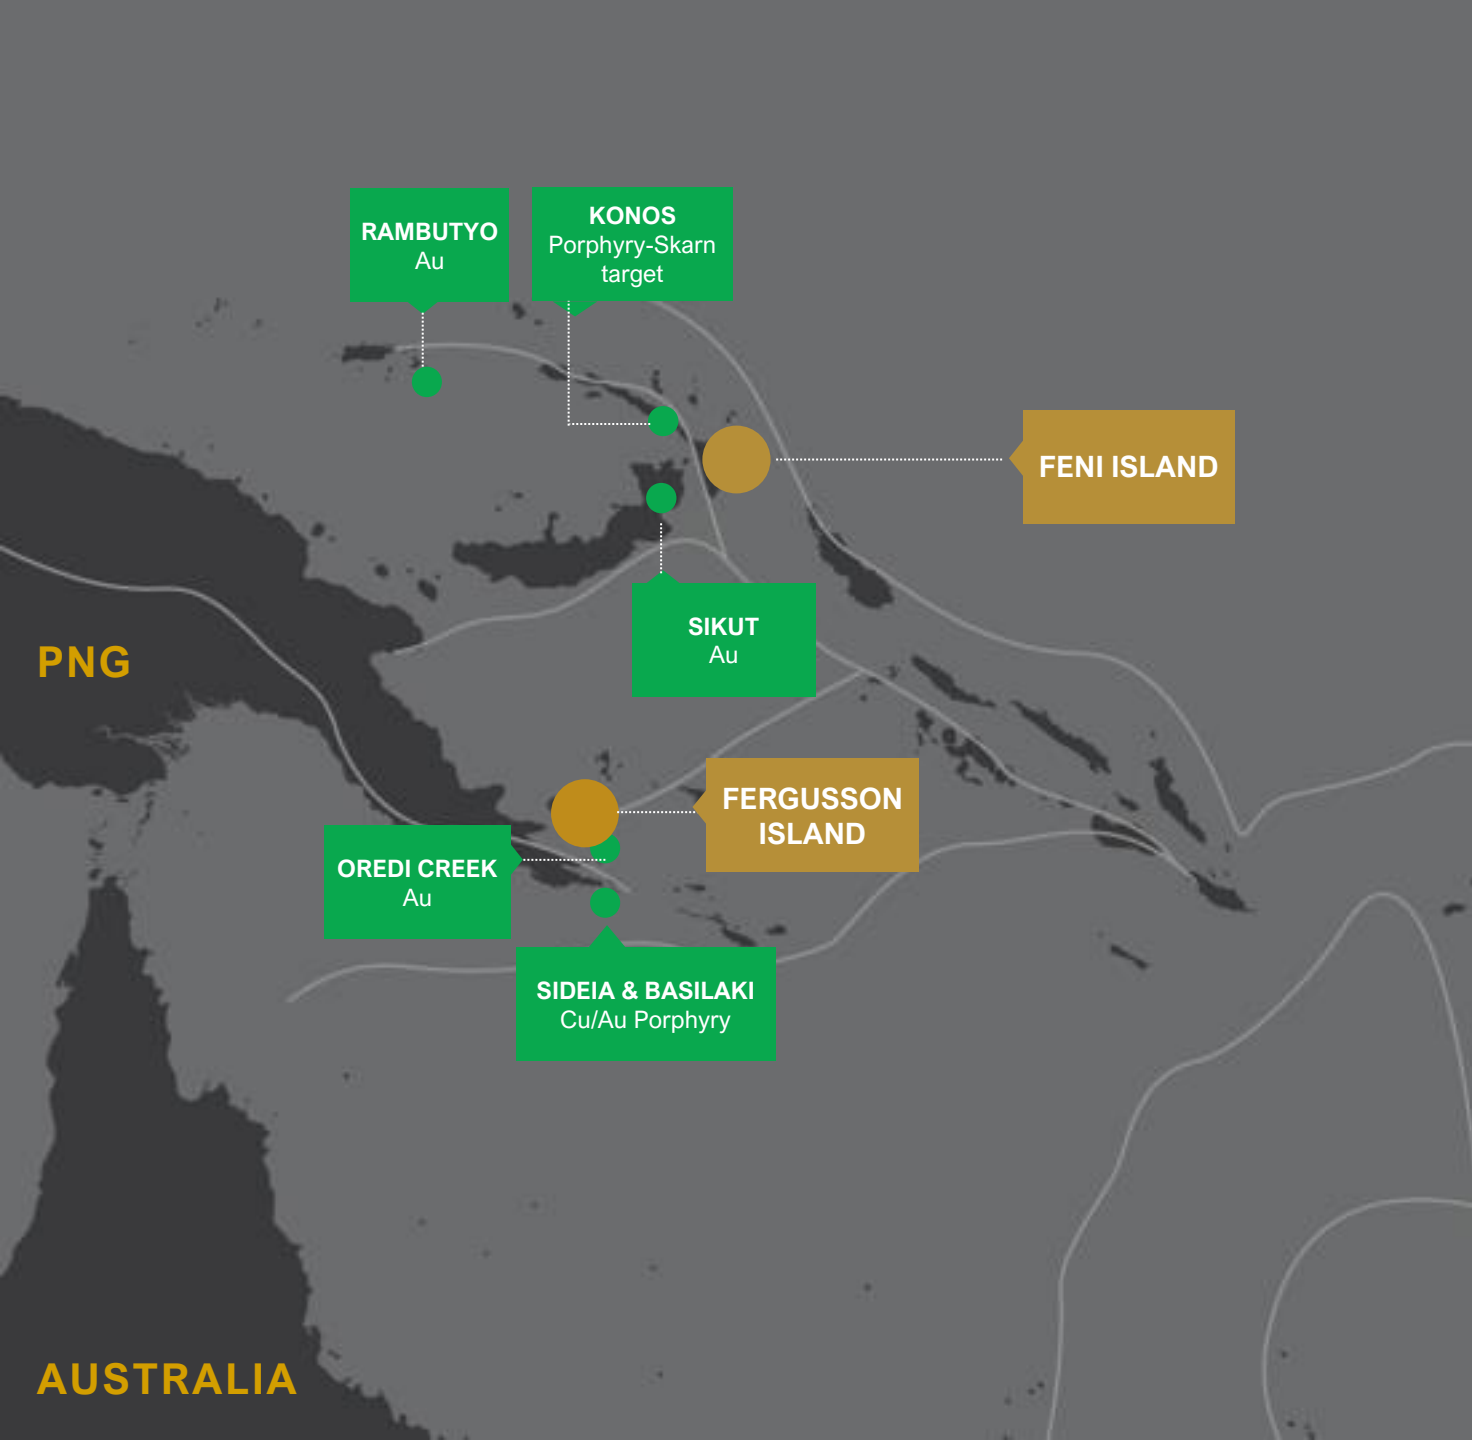 RAMBUTYO
Au
KONOS
Porphyry-Skarn
target
FENI ISLAND
SIKUT
Au
PNG
FERGUSSON
ISLAND
OREDI CREEK
Au
SIDEIA & BASILAKI
Cu/Au Porphyry
AUSTRALIA